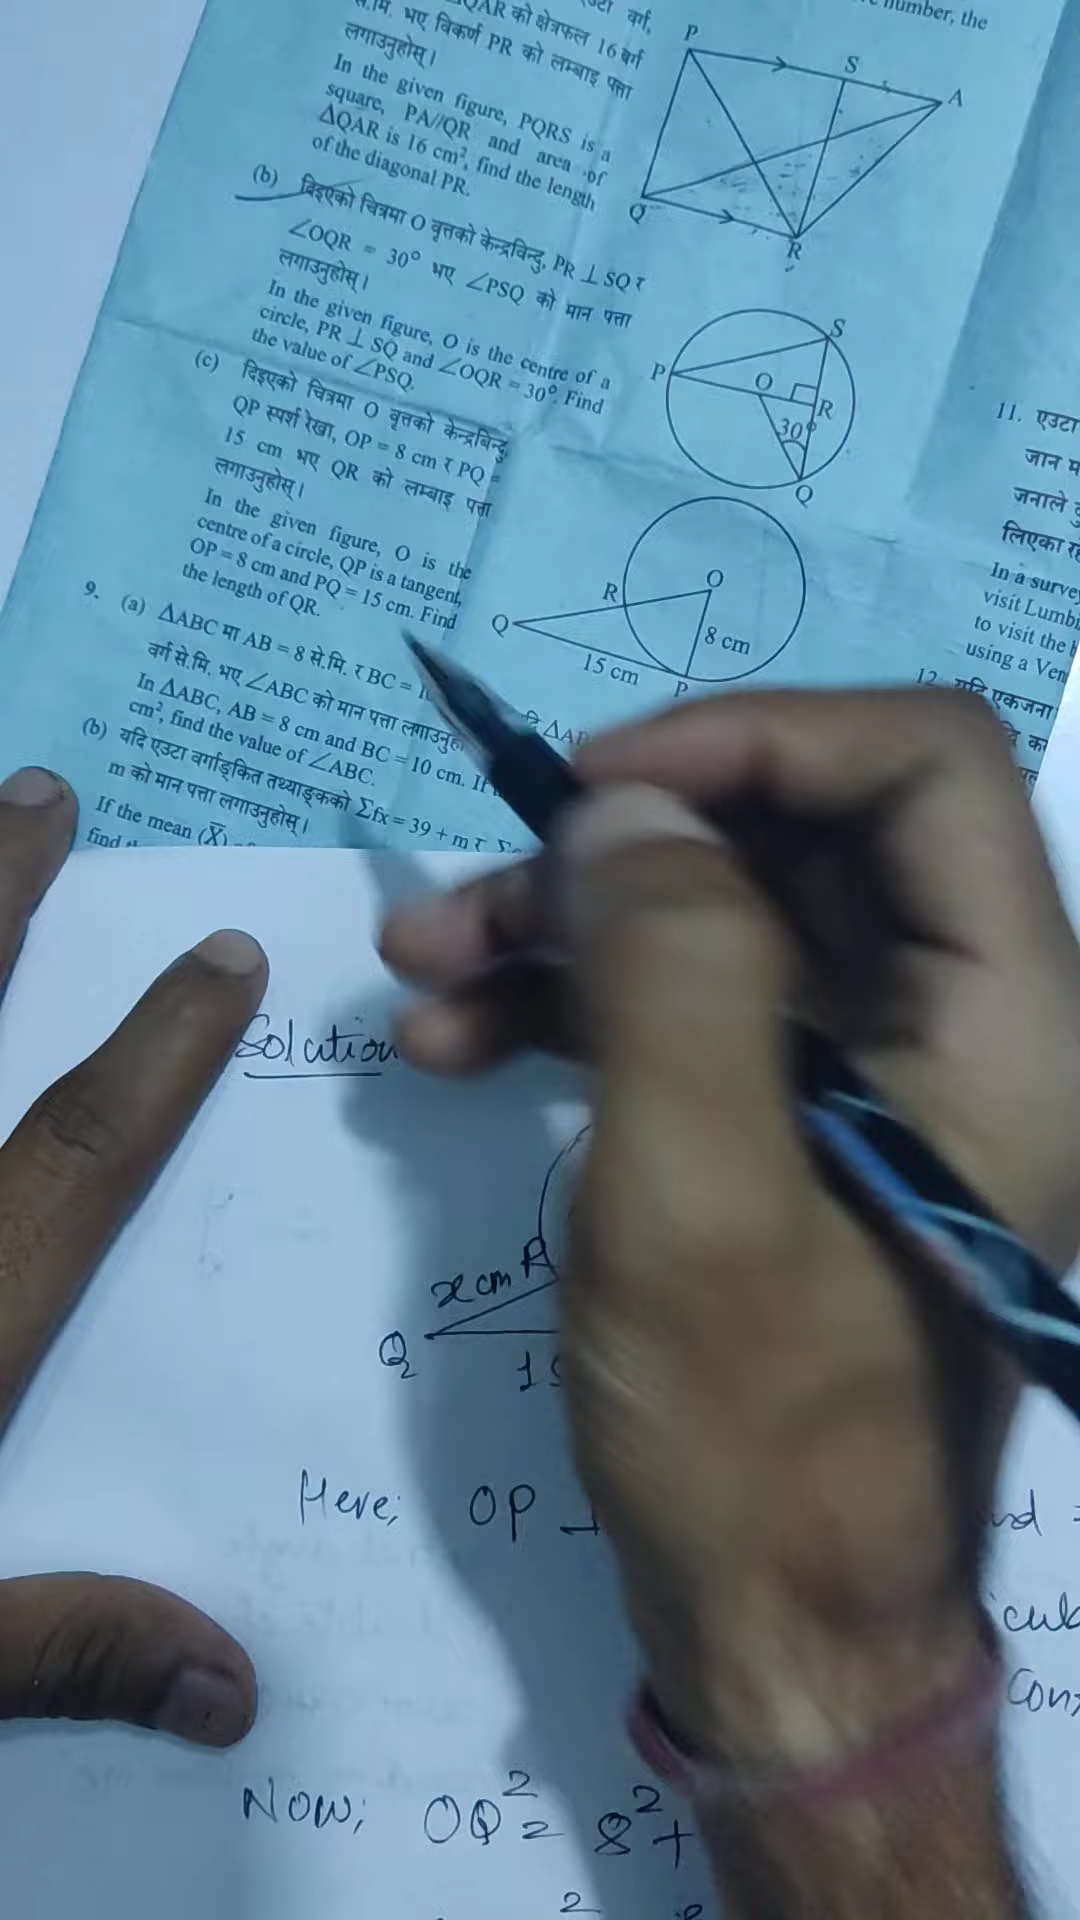 number, the
ΔQAR को क्षेत्रफल 16 वर्ग
से.मि. भए विकर्ण PR को लम्बाइ पत्ता
लगाउनुहोस् ।
In the given figure, PQRS is a
square, PA//QR and area of
ΔQAR is 16 cm², find the length
of the diagonal PR.
P
S
A
Q
R
(b) दिइएको चित्रमा O वृत्तको केन्द्रविन्दु, PR ⊥ SQ र
∠OQR = 30° भए ∠PSQ को मान पत्ता
लगाउनुहोस् ।
In the given figure, O is the centre of a
circle, PR ⊥ SQ and ∠OQR = 30°. Find
the value of ∠PSQ.
S
P
O
R
30°
Q
(c) दिइएको चित्रमा O वृत्तको केन्द्रबिन्दु,
QP स्पर्श रेखा, OP = 8 cm र PQ =
15 cm भए QR को लम्बाइ पत्ता
लगाउनुहोस् ।
In the given figure, O is the
centre of a circle, QP is a tangent,
OP = 8 cm and PQ = 15 cm. Find
the length of QR.
O
R
Q
8 cm
15 cm
P
9. (a) ΔABC मा AB = 8 से.मि. र BC =
वर्ग से.मि. भए ∠ABC को मान पत्ता
In ΔABC, AB = 8 cm and BC = 10 cm. If
cm², find the value of ∠ABC.
(b) यदि एउटा वर्गीकृत तथ्याङ्कको Σfx = 39 + m र
m को मान पत्ता लगाउनुहोस् ।
If the mean (X̄)
find
11. एउटा
जान
जनाले
लिएका
In a survey
visit Lumbi
to visit the
using a Ven
12. यदि एकजना
Solution
x cm R
Q
Here; OP ⊥
Now; OQ² = 8² +
2